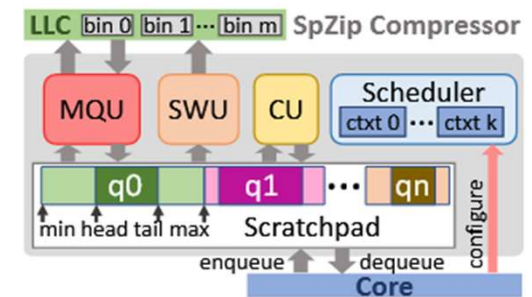 LLC bin 0 bin 1 ··· bin m SpZip Compressor
MQU SWU CU Scheduler
ctxt 0 ··· ctxt k
q0 q1 ··· qn
min head tail max Scratchpad
configure
enqueue dequeue
Core